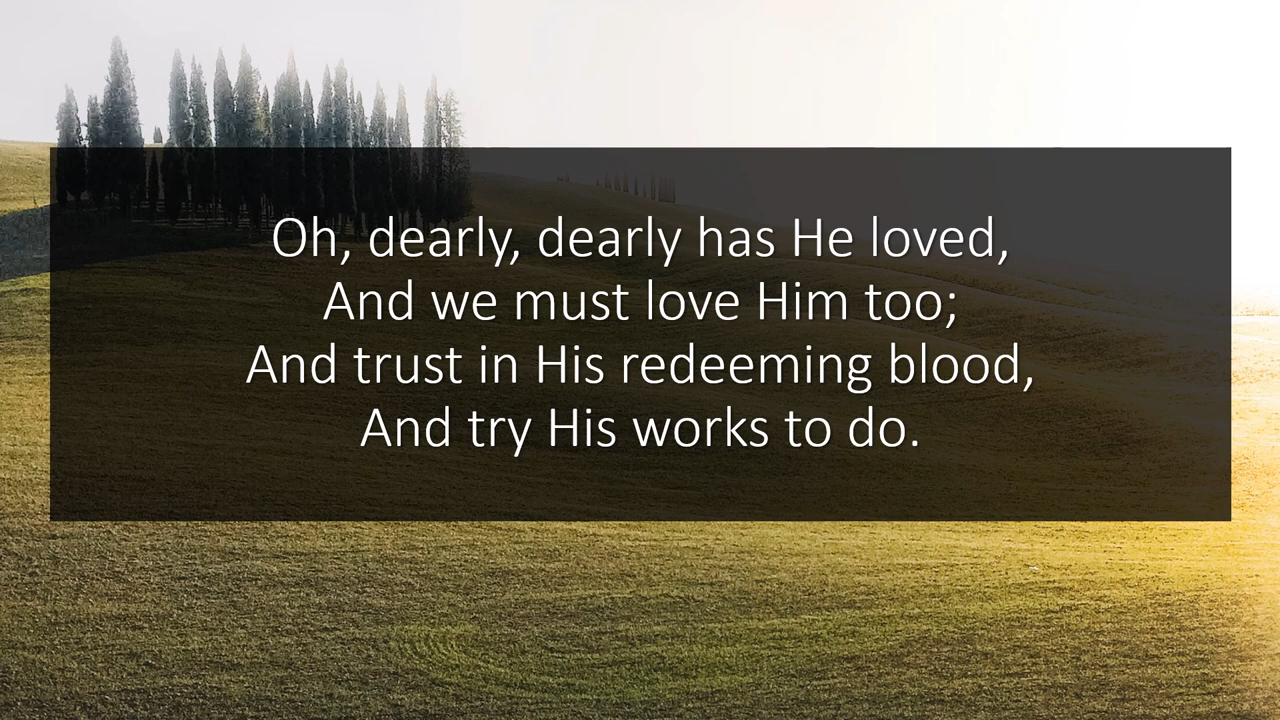 Oh, dearly, dearly has He loved,
And we must love Him too;
And trust in His redeeming blood,
And try His works to do.